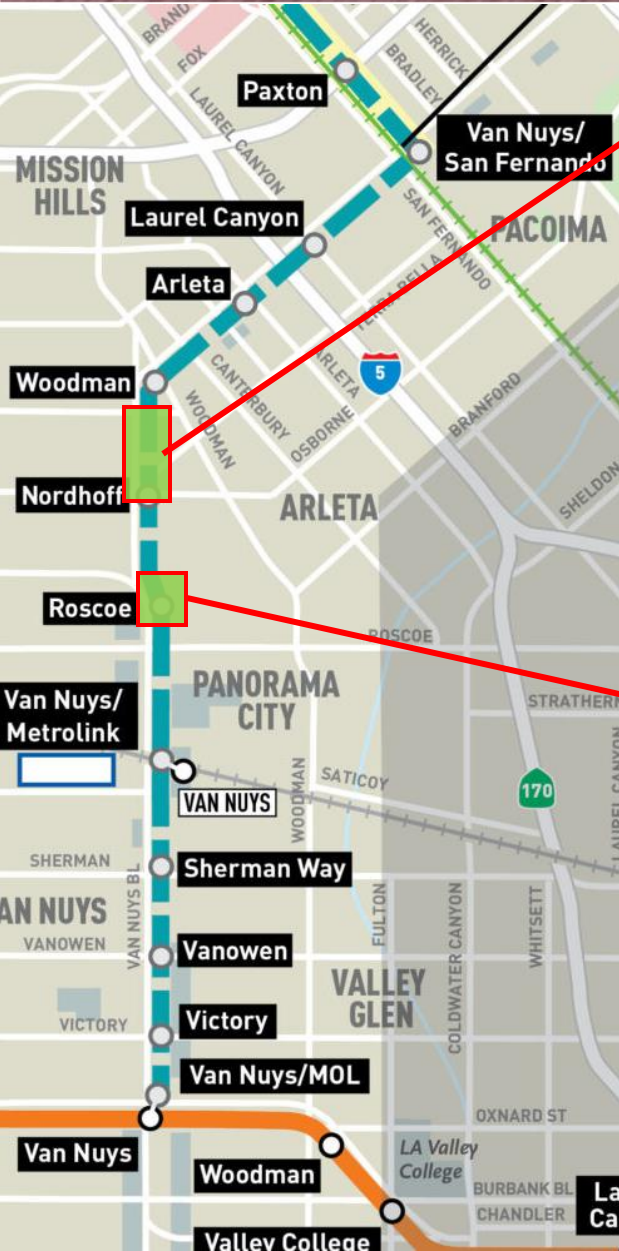 BRAND
FOX
HERRICK
BRADLEY
Paxton
LAUREL CANYON
Van Nuys/
San Fernando
MISSION
HILLS
Laurel Canyon
SAN FERNANDO
PACOIMA
Arleta
TERRA BELLA
Woodman
ARLETA
5
CANTERBURY
WOODMAN
OSBORNE
BRANFORD
Nordhoff
ARLETA
SHELDON
Roscoe
ROSCOE
PANORAMA
CITY
STRATHERN
Van Nuys/
Metrolink
VAN NUYS
WOODMAN
SATICOY
170
LAUREL CANYON
SHERMAN
VAN NUYS BL
Sherman Way
AN NUYS
VANOWEN
Vanowen
FULTON
COLDWATER CANYON
WHITSETT
VALLEY
GLEN
VICTORY
Victory
Van Nuys/MOL
OXNARD ST
Van Nuys
Woodman
LA Valley
College
BURBANK BL
CHANDLER
La
Ca
Valley College